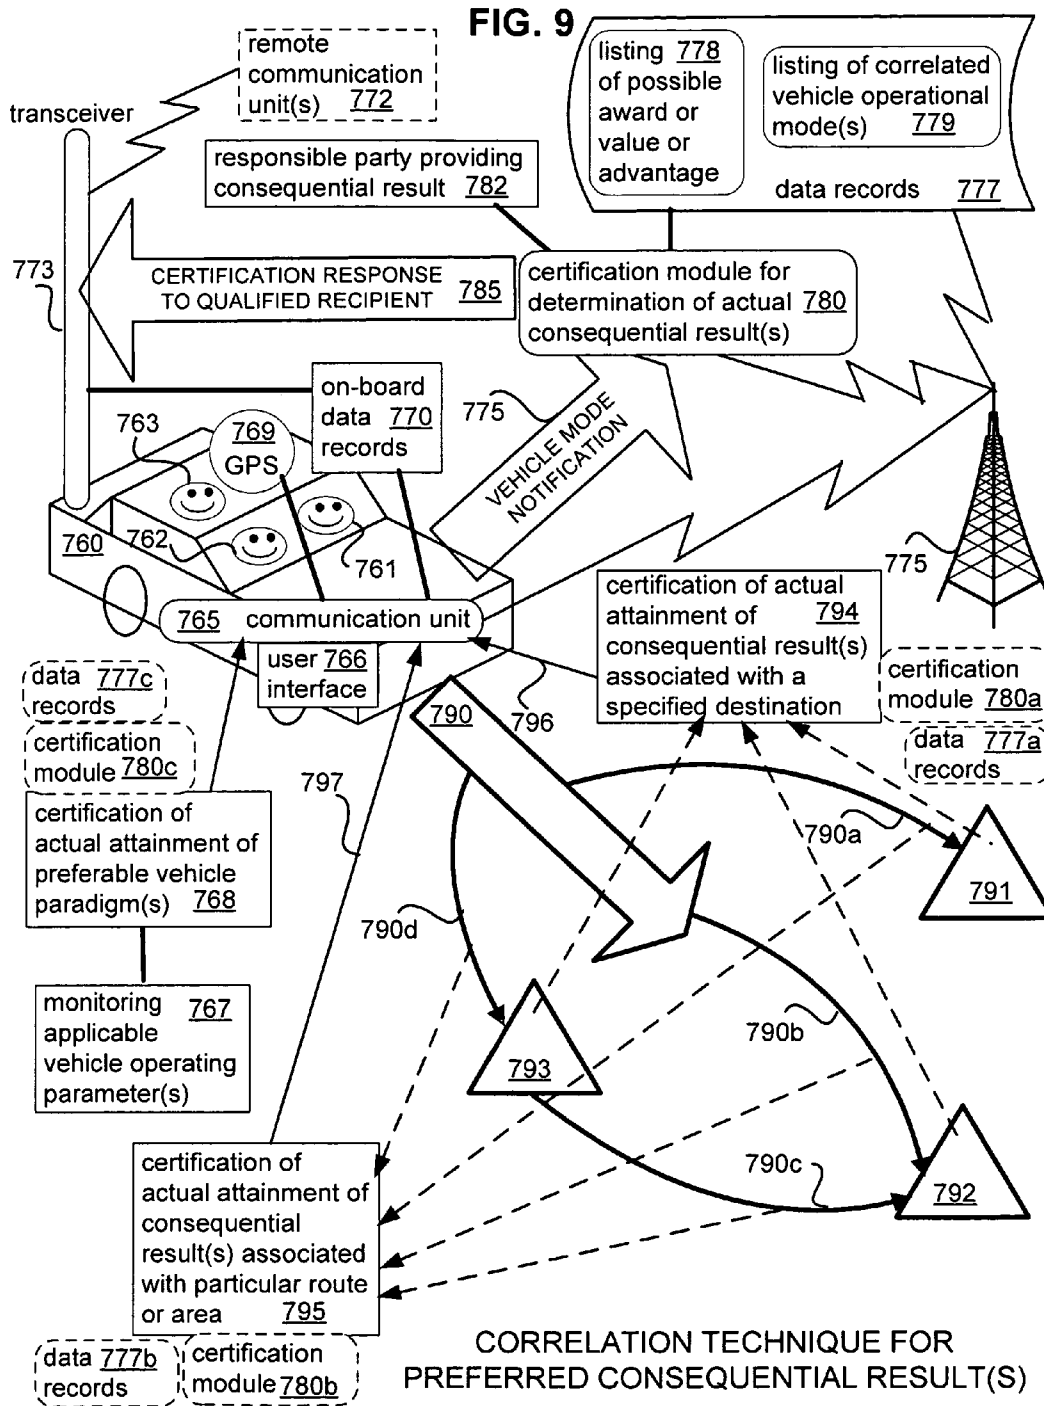 FIG. 9
remote
communication
unit(s) 772
transceiver
listing 778
of possible
award or
value or
advantage
listing of correlated
vehicle operational
mode(s) 779
data records 777
responsible party providing
consequential result 782
773
CERTIFICATION RESPONSE
TO QUALIFIED RECIPIENT 785
certification module for
determination of actual 780
consequential result(s)
on-board
data 770
records
775
VEHICLE MODE
NOTIFICATION
763
769
GPS
760
762
761
775
765 communication unit
user 766
interface
certification of actual
attainment of 794
consequential result(s)
associated with a
specified destination
796
certification
module 780a
data 777a
records
data 777c
records
certification
module 780c
certification of
actual attainment of
preferable vehicle
paradigm(s) 768
797
790
790a
791
790d
monitoring 767
applicable
vehicle operating
parameter(s)
790b
793
790c
792
certification of
actual attainment of
consequential
result(s) associated
with particular route
or area 795
data 777b
records
certification
module 780b
CORRELATION TECHNIQUE FOR
PREFERRED CONSEQUENTIAL RESULT(S)